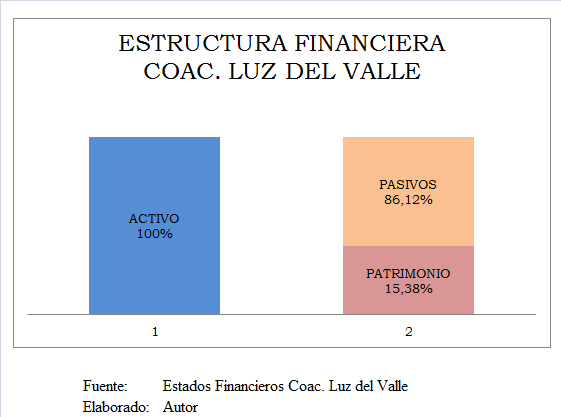 ESTRUCTURA FINANCIERA
COAC. LUZ DEL VALLE
ACTIVO
100%
PASIVOS
86,12%
PATRIMONIO
15,38%
1
2
Fuente: Estados Financieros Coac. Luz del Valle
Elaborado: Autor